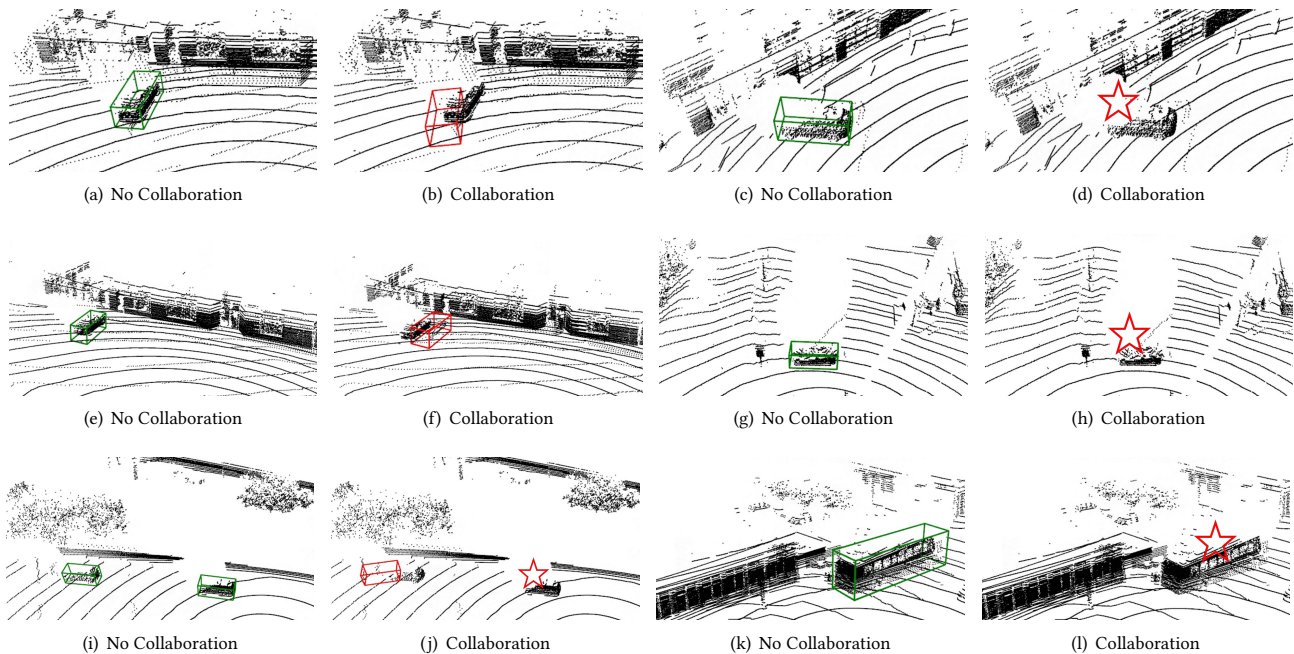 (a) No Collaboration
(b) Collaboration
(c) No Collaboration
(d) Collaboration
(e) No Collaboration
(f) Collaboration
(g) No Collaboration
(h) Collaboration
(i) No Collaboration
(j) Collaboration
(k) No Collaboration
(l) Collaboration